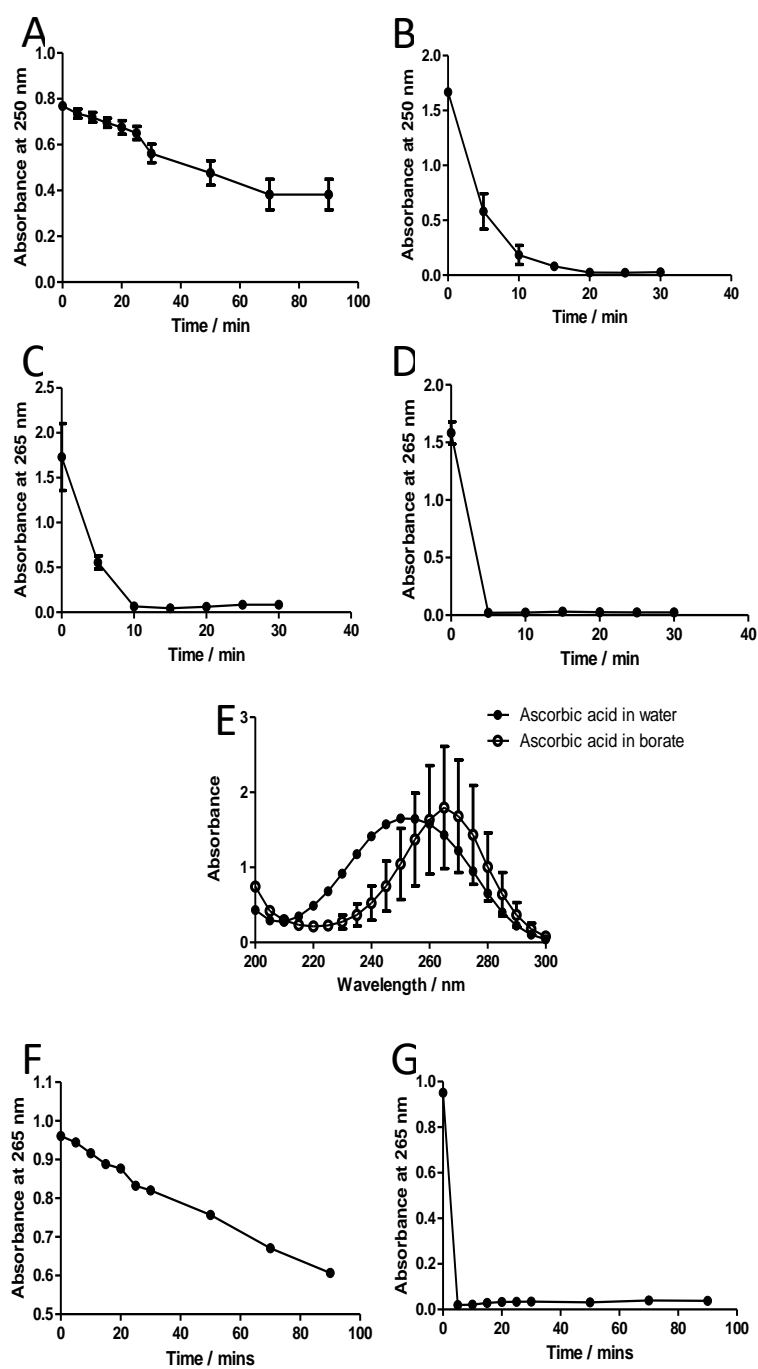 A
B
1.0
0.8
0.6
0.4
0.2
0.0
Absorbance at 250 nm
0 20 40 60 80 100
Time / min
2.0
1.5
1.0
0.5
0.0
Absorbance at 250 nm
0 10 20 30 40
Time / min
C
D
2.5
2.0
1.5
1.0
0.5
0.0
Absorbance at 265 nm
0 10 20 30 40
Time / min
2.0
1.5
1.0
0.5
0.0
Absorbance at 265 nm
0 10 20 30 40
Time / min
E
Ascorbic acid in water
Ascorbic acid in borate
3
2
1
0
Absorbance
200 220 240 260 280 300
Wavelength / nm
F
G
1.1
1.0
0.9
0.8
0.7
0.6
0.5
Absorbance at 265 nm
0 20 40 60 80 100
Time / mins
1.0
0.8
0.6
0.4
0.2
0.0
Absorbance at 265 nm
0 20 40 60 80 100
Time / mins